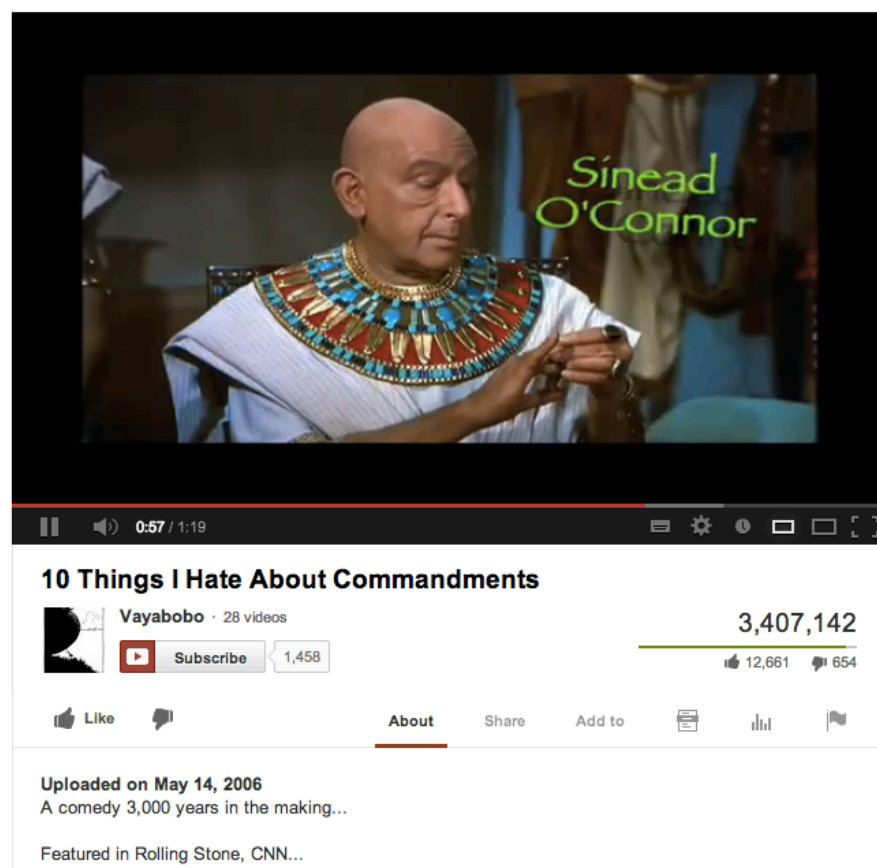 Sinead
O'Connor
0:57 / 1:19
10 Things I Hate About Commandments
Vayabobo · 28 videos
Subscribe 1,458
3,407,142
12,661 654
Like About Share Add to
Uploaded on May 14, 2006
A comedy 3,000 years in the making...
Featured in Rolling Stone, CNN...